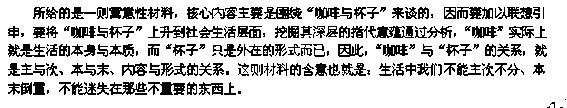 所给的是一则寓言性材料，核心内容主要是围绕“咖啡与杯子”来谈的，因而要加以联想引
申，要将“咖啡与杯子”上升到社会生活层面，挖掘其深层的指代意蕴通过分析，“咖啡”实际上
就是生活的本身与本质，而“杯子”只是外在的形式而已，因此，“咖啡”与“杯子”的关系，就
是主与次、本与末、内容与形式的关系。这则材料的含意也就是：生活中我们不能主次不分、本
末倒置，不能迷失在那些不重要的东西上。